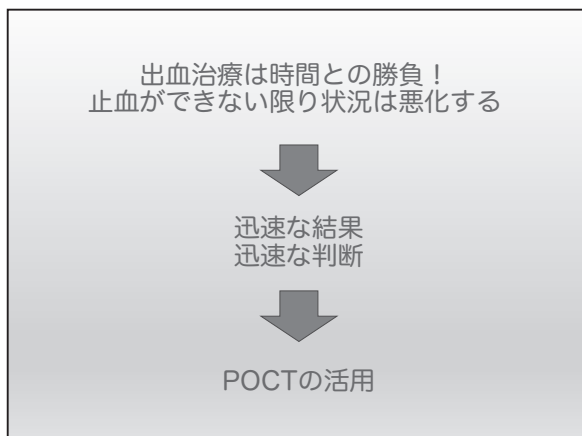 出血治療は時間との勝負！
止血ができない限り状況は悪化する
迅速な結果
迅速な判断
POCTの活用